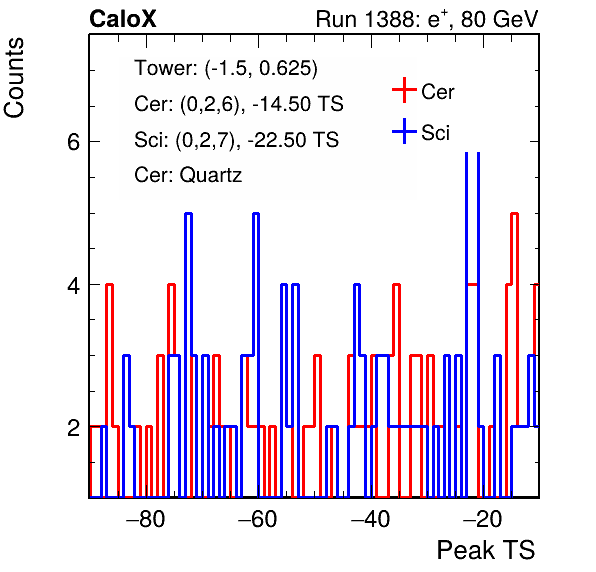 CaloX Run 1388: e⁺, 80 GeV
Counts
Tower: (-1.5, 0.625)
Cer: (0,2,6), -14.50 TS
Sci: (0,2,7), -22.50 TS
Cer: Quartz
Cer
Sci
6
4
2
−80 −60 −40 −20
Peak TS